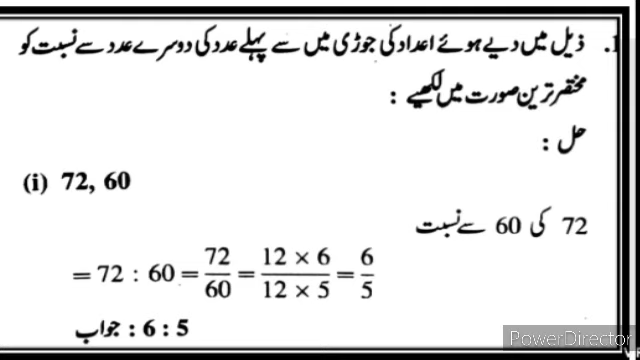 1. ذیل میں دیے ہوئے اعداد کی جوڑی میں سے پہلے عدد کی دوسرے عدد سے نسبت کو
مختصر ترین صورت میں لکھیے :
حل :
(i) 72, 60
72 کی 60 سے نسبت
= 72 : 60 = 72/60 = 12 × 6/12 × 5 = 6/5
جواب : 6 : 5
PowerDirector